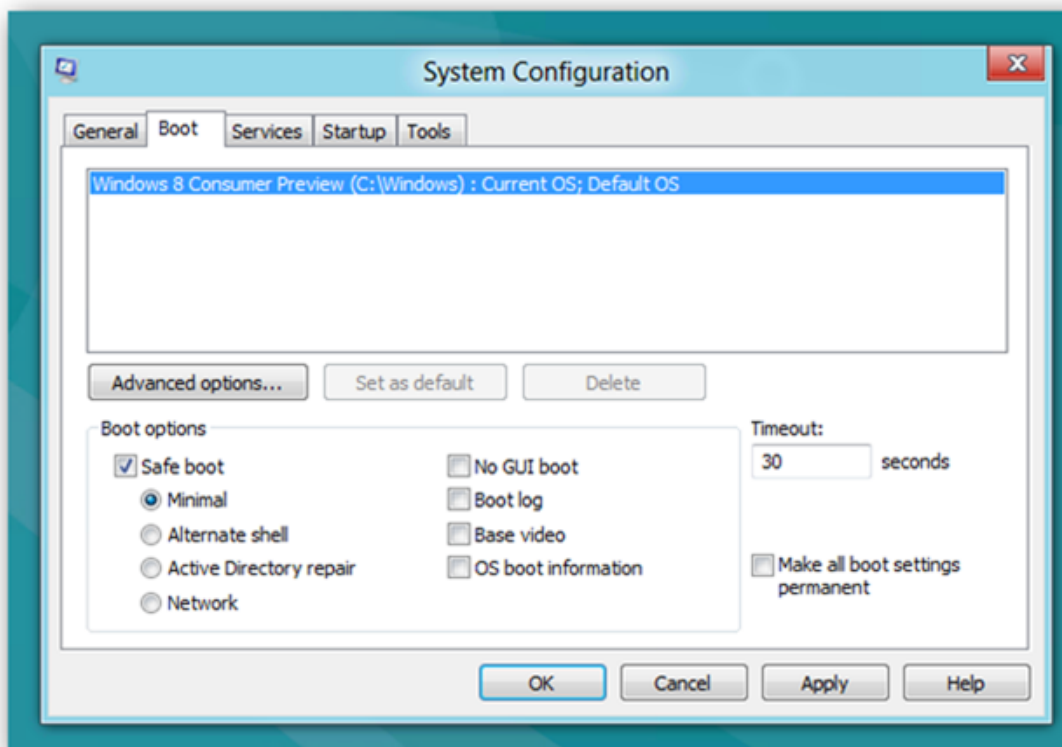 System Configuration
General Boot Services Startup Tools
Windows 8 Consumer Preview (C:\Windows) : Current OS; Default OS
Advanced options... Set as default Delete
Boot options
Timeout:
Safe boot No GUI boot 30 seconds
Minimal Boot log
Alternate shell Base video
Active Directory repair OS boot information Make all boot settings
permanent
Network
OK Cancel Apply Help